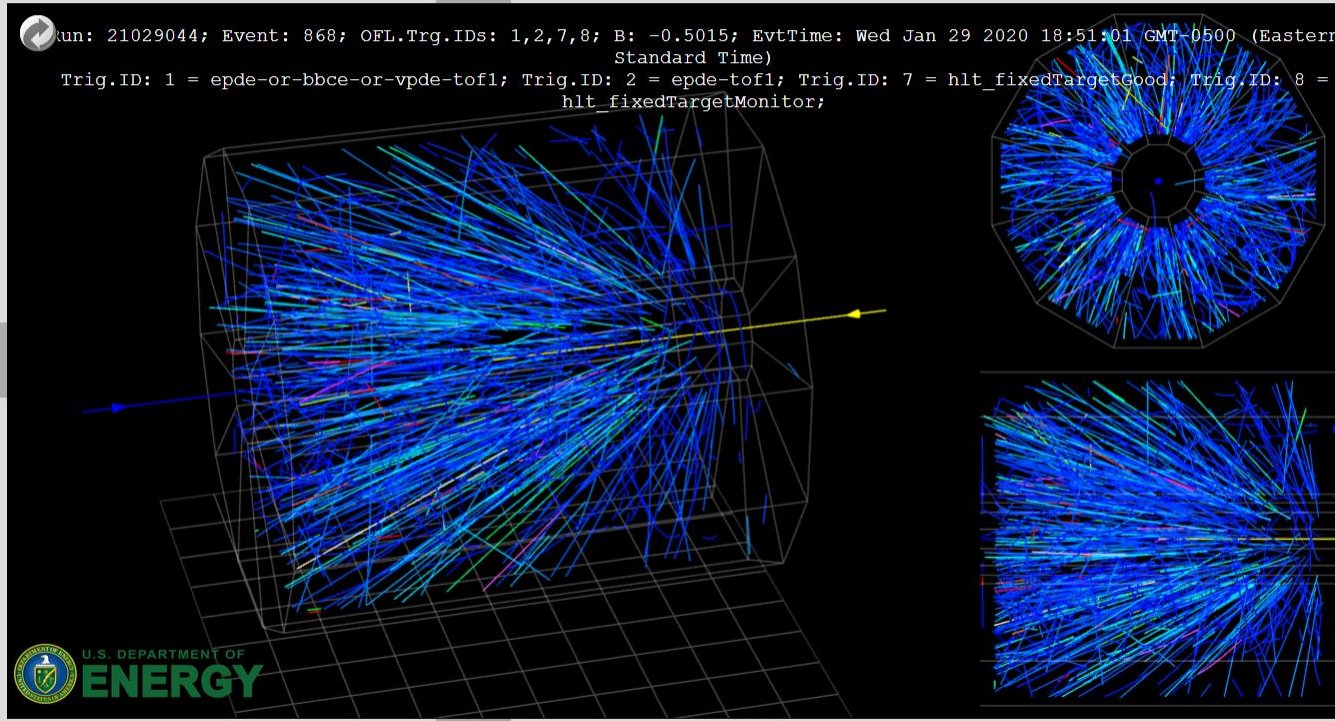 Run: 21029044; Event: 868; OFL.Trg.IDs: 1,2,7,8; B: -0.5015; EvtTime: Wed Jan 29 2020 18:51:01 GMT-0500 (Eastern
Standard Time)
Trig.ID: 1 = epde-or-bbce-or-vpde-tof1; Trig.ID: 2 = epde-tof1; Trig.ID: 7 = hlt_fixedTargetGood; Trig.ID: 8 =
hlt_fixedTargetMonitor;
U.S. DEPARTMENT OF
ENERGY